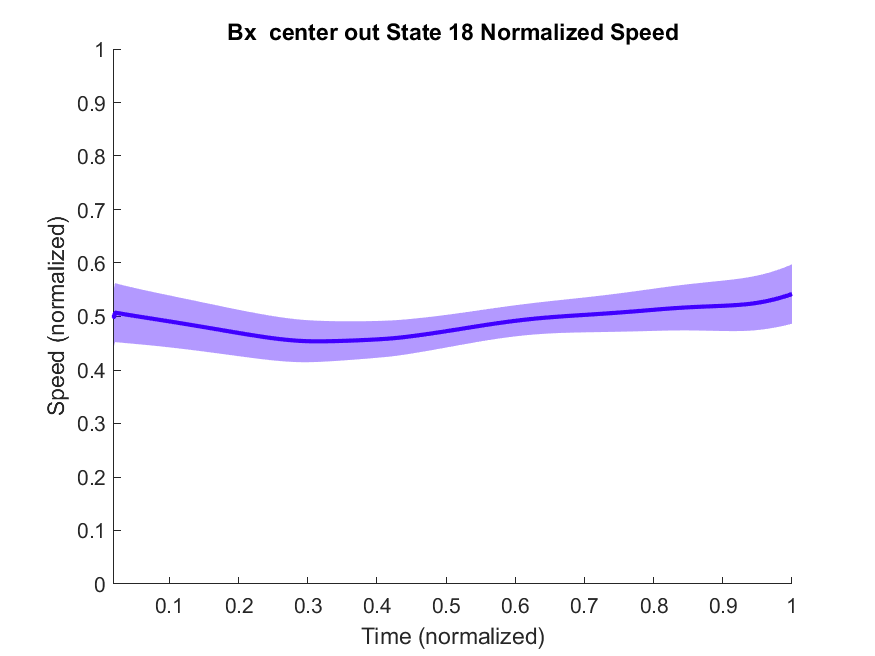 Bx  center out State 18 Normalized Speed
1
0.9
0.8
0.7
0.6
0.5
0.4
0.3
0.2
0.1
0
Speed (normalized)
0.1 0.2 0.3 0.4 0.5 0.6 0.7 0.8 0.9 1
Time (normalized)